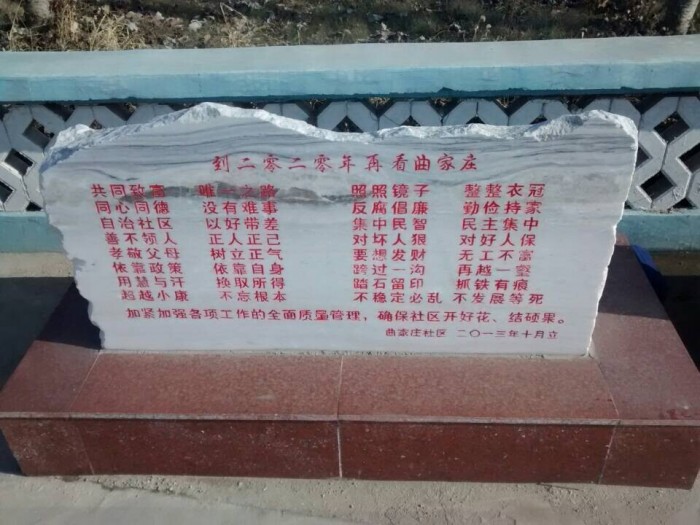 到二零二零年再看曲家庄
共同致富 唯一之路 照照镜子 整整衣冠
同心同德 没有难事 反腐倡廉 勤俭持家
自治社区 以好带差 集中民智 民主集中
善不领人 正人正己 对坏人狠 对好人保
孝敬父母 树立正气 要想发财 无工不富
依靠政策 依靠自身 跨过一沟 再越一壑
用慧与汗 换取所得 踏石留印 抓铁有痕
超越小康 不忘根本 不稳定必乱 不发展等死
加紧加强各项工作的全面质量管理，确保社区开好花、结硕果。
曲家庄社区 二〇一三年十月立